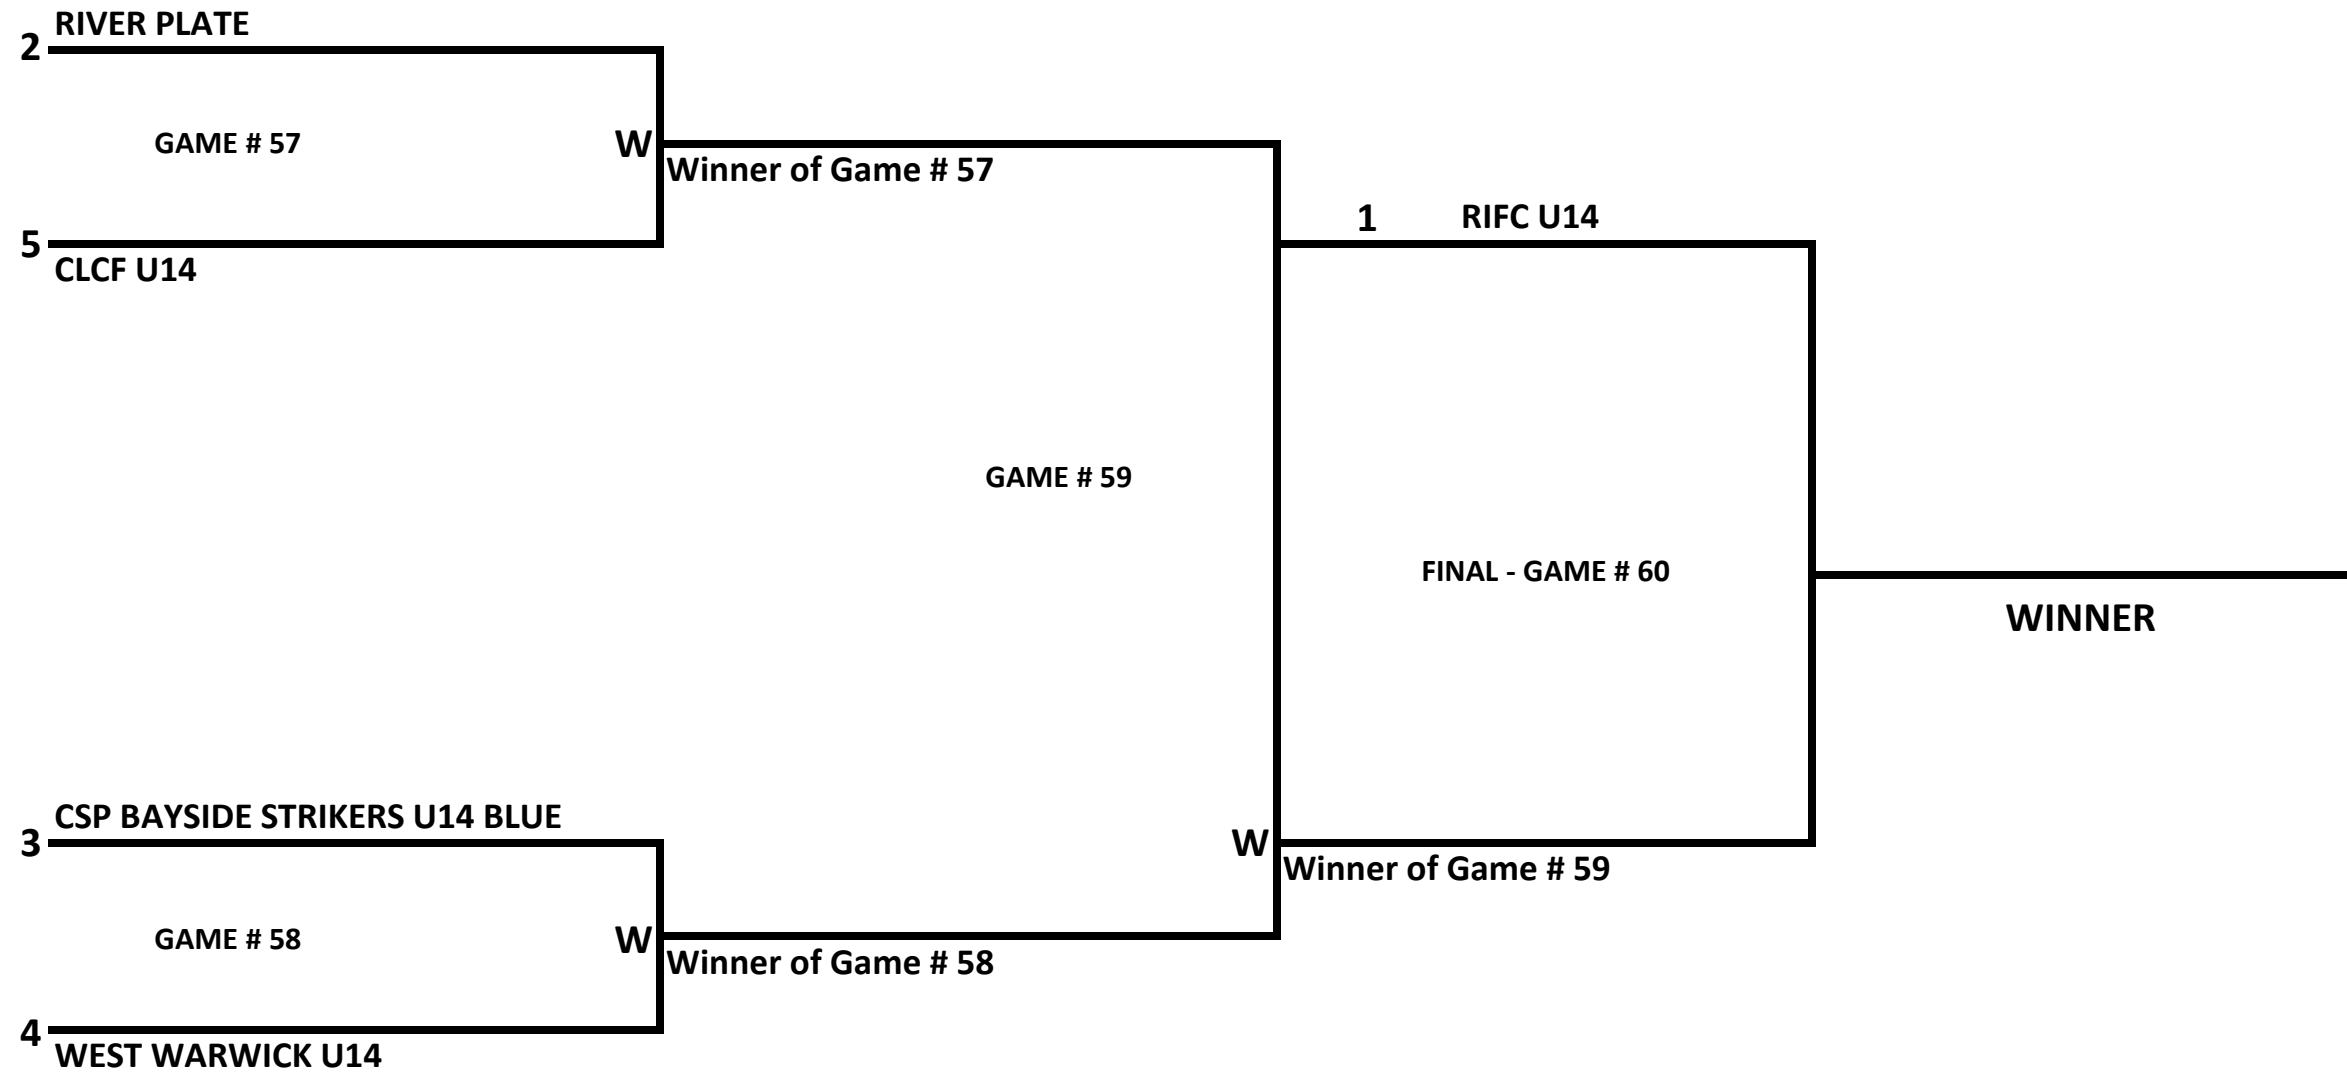 RIVER PLATE
2
GAME # 57
W
Winner of Game # 57
5
CLCF U14
1 RIFC U14
GAME # 59
FINAL - GAME # 60
WINNER
CSP BAYSIDE STRIKERS U14 BLUE
3
W
Winner of Game # 59
GAME # 58
W
Winner of Game # 58
4
WEST WARWICK U14